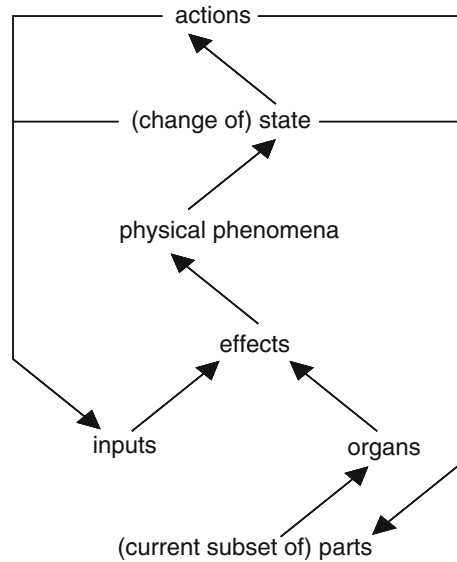 actions
(change of) state
physical phenomena
effects
inputs
organs
(current subset of) parts